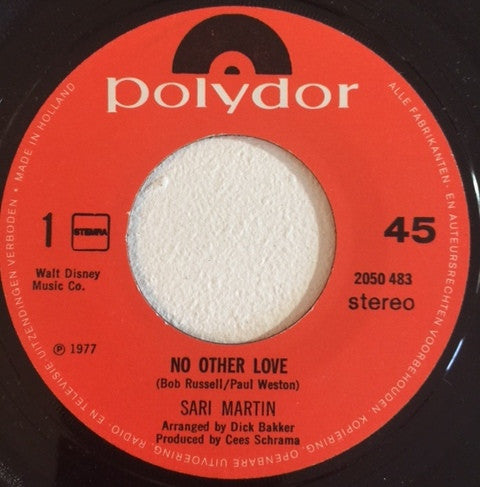 polydor
1
STEMRA
45
Walt Disney
Music Co.
2050 483
stereo
℗ 1977
NO OTHER LOVE
(Bob Russell/Paul Weston)
SARI MARTIN
Arranged by Dick Bakker
Produced by Cees Schrama
ALLE FABRIKANTEN- EN AUTEURSRECHTEN VOORBEHOUDEN. KOPIËRING, OPENBARE UITVOERING, RADIO- EN TELEVISIE-UITZENDINGEN VERBODEN • MADE IN HOLLAND •